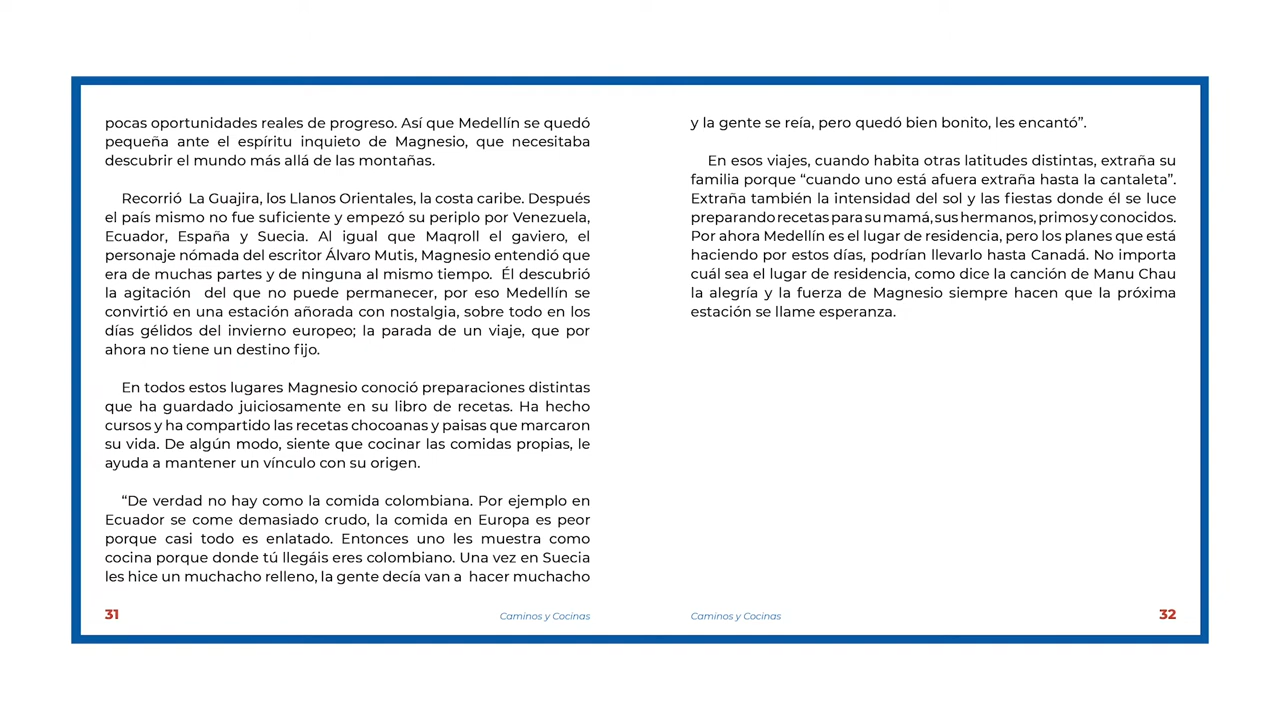 pocas oportunidades reales de progreso. Así que Medellín se quedó
pequeña ante el espíritu inquieto de Magnesio, que necesitaba
descubrir el mundo más allá de las montañas.
Recorrió La Guajira, los Llanos Orientales, la costa caribe. Después
el país mismo no fue suficiente y empezó su periplo por Venezuela,
Ecuador, España y Suecia. Al igual que Maqroll el gaviero, el
personaje nómada del escritor Álvaro Mutis, Magnesio entendió que
era de muchas partes y de ninguna al mismo tiempo. Él descubrió
la agitación del que no puede permanecer, por eso Medellín se
convirtió en una estación añorada con nostalgia, sobre todo en los
días gélidos del invierno europeo; la parada de un viaje, que por
ahora no tiene un destino fijo.
En todos estos lugares Magnesio conoció preparaciones distintas
que ha guardado juiciosamente en su libro de recetas. Ha hecho
cursos y ha compartido las recetas chocoanas y paisas que marcaron
su vida. De algún modo, siente que cocinar las comidas propias, le
ayuda a mantener un vínculo con su origen.
“De verdad no hay como la comida colombiana. Por ejemplo en
Ecuador se come demasiado crudo, la comida en Europa es peor
porque casi todo es enlatado. Entonces uno les muestra como
cocina porque donde tú llegáis eres colombiano. Una vez en Suecia
les hice un muchacho relleno, la gente decía van a hacer muchacho
31
Caminos y Cocinas
y la gente se reía, pero quedó bien bonito, les encantó”.
En esos viajes, cuando habita otras latitudes distintas, extraña su
familia porque “cuando uno está afuera extraña hasta la cantaleta”.
Extraña también la intensidad del sol y las fiestas donde él se luce
preparando recetas para su mamá, sus hermanos, primos y conocidos.
Por ahora Medellín es el lugar de residencia, pero los planes que está
haciendo por estos días, podrían llevarlo hasta Canadá. No importa
cuál sea el lugar de residencia, como dice la canción de Manu Chau
la alegría y la fuerza de Magnesio siempre hacen que la próxima
estación se llame esperanza.
Caminos y Cocinas
32